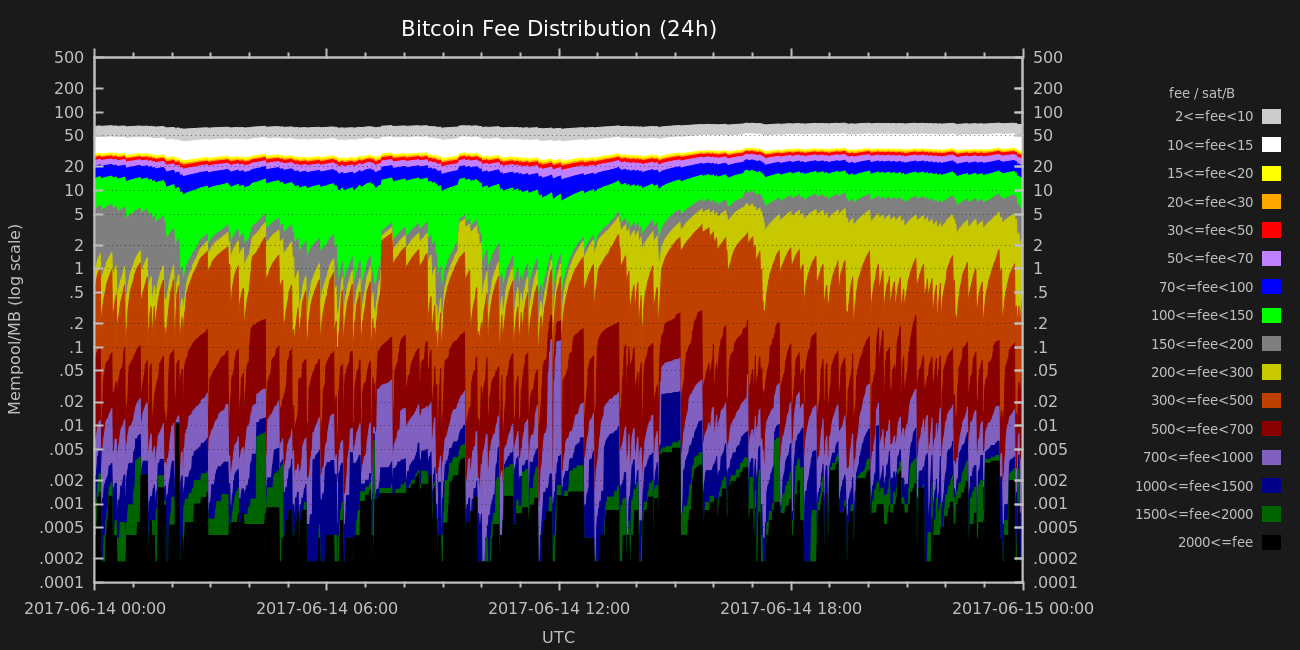 Bitcoin Fee Distribution (24h)
500 500
200 200
100 100
50 50
20 20
10 10
5 5
2 2
1 1
.5 .5
.2 .2
.1 .1
.05 .05
.02 .02
.01 .01
.005 .005
.002 .002
.001 .001
.0005 .0005
.0002 .0002
.0001 .0001
Mempool/MB (log scale)
2017-06-14 00:00 2017-06-14 06:00 2017-06-14 12:00 2017-06-14 18:00 2017-06-15 00:00
UTC
fee / sat/B
2<=fee<10
10<=fee<15
15<=fee<20
20<=fee<30
30<=fee<50
50<=fee<70
70<=fee<100
100<=fee<150
150<=fee<200
200<=fee<300
300<=fee<500
500<=fee<700
700<=fee<1000
1000<=fee<1500
1500<=fee<2000
2000<=fee